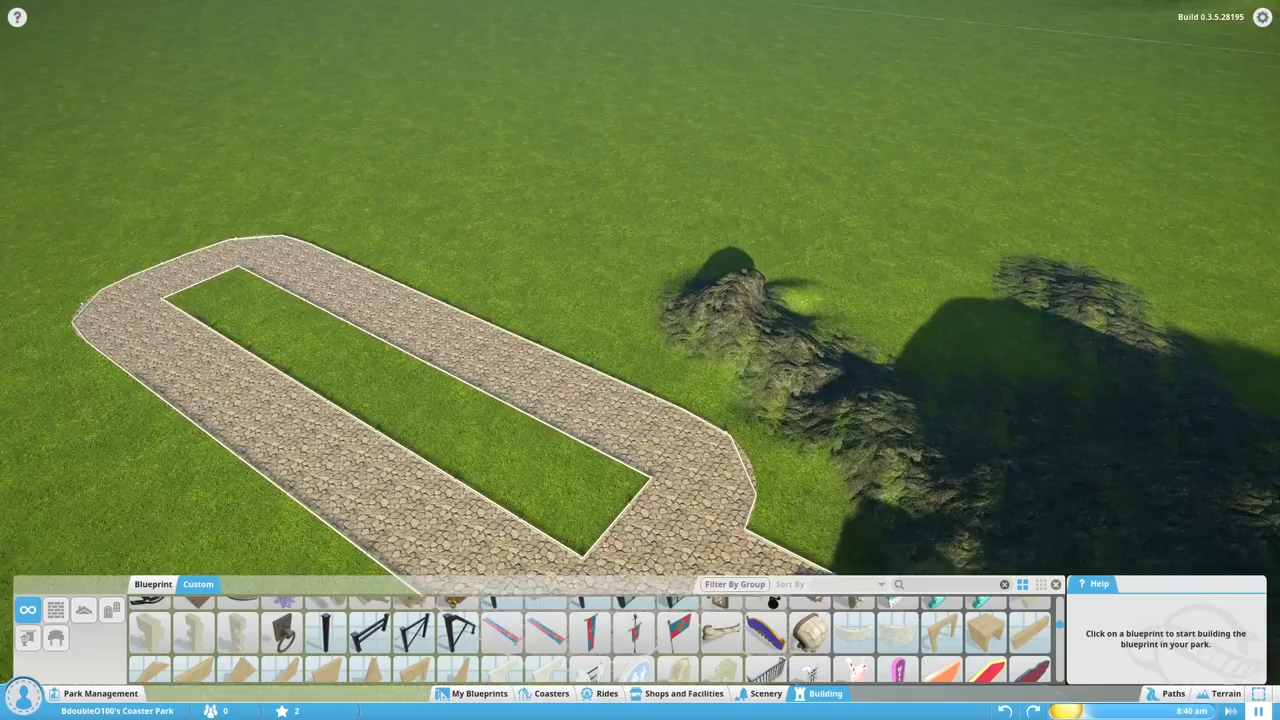 Build 0.3.5.28195
Blueprint
Custom
Filter By Group
Sort By
Help
Click on a blueprint to start building the
blueprint in your park.
Park Management
My Blueprints
Coasters
Rides
Shops and Facilities
Scenery
Building
Paths
Terrain
BdoubleO100's Coaster Park
0
2
8:40 am